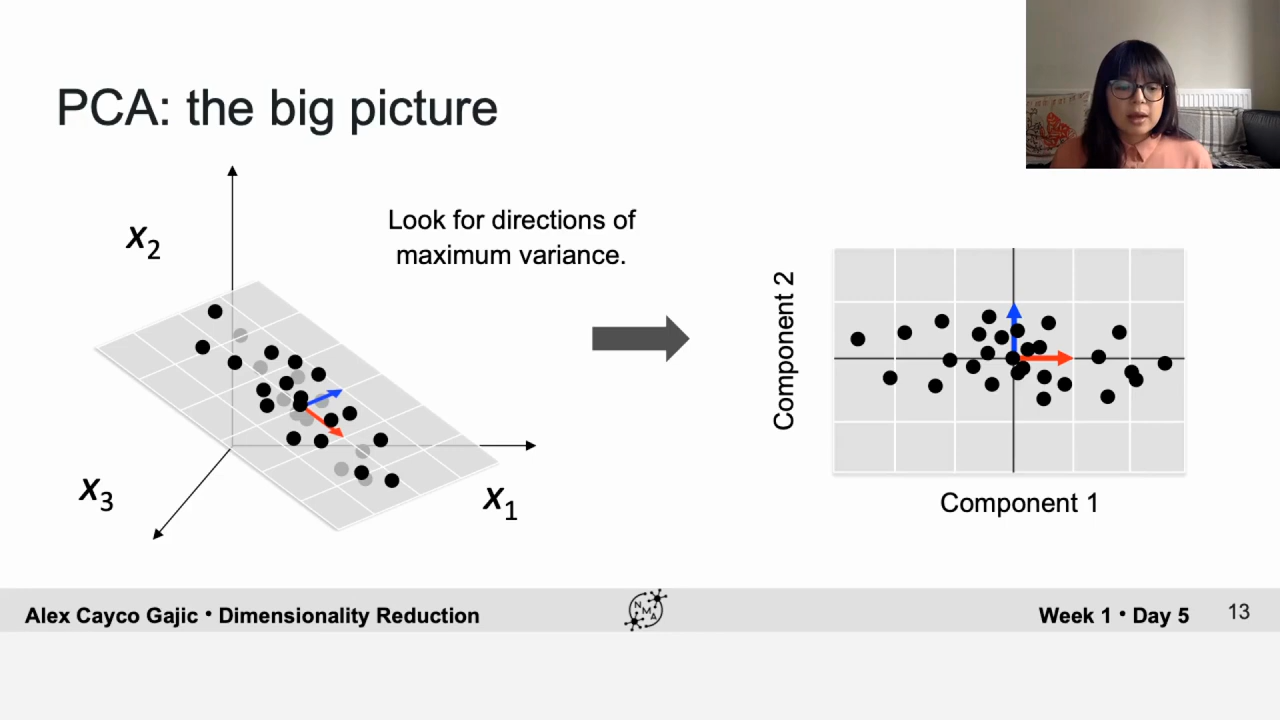 PCA: the big picture
x2
Look for directions of
maximum variance.
x3
x1
Component 2
Component 1
Alex Cayco Gajic • Dimensionality Reduction
NMA
Week 1 • Day 5
13